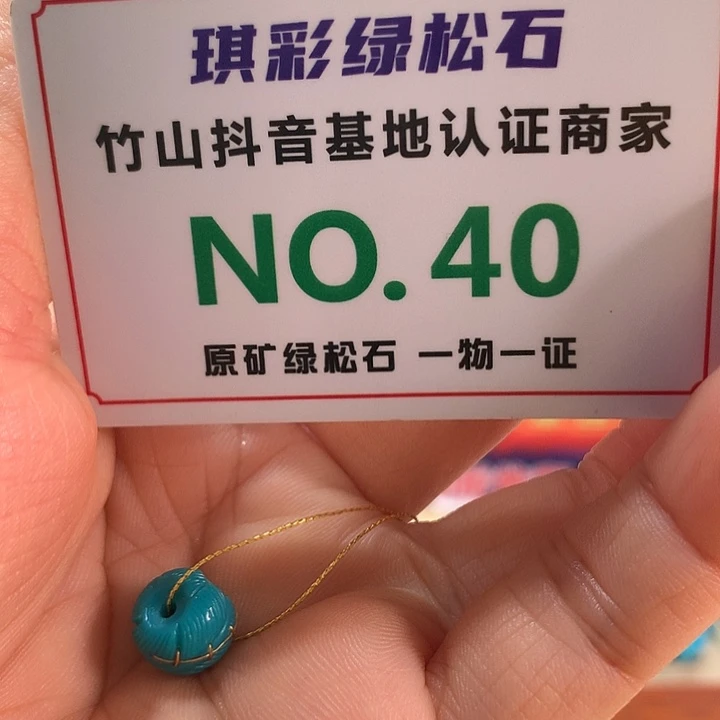 琪彩绿松石
竹山抖音基地认证商家
NO.40
原矿绿松石 一物一证